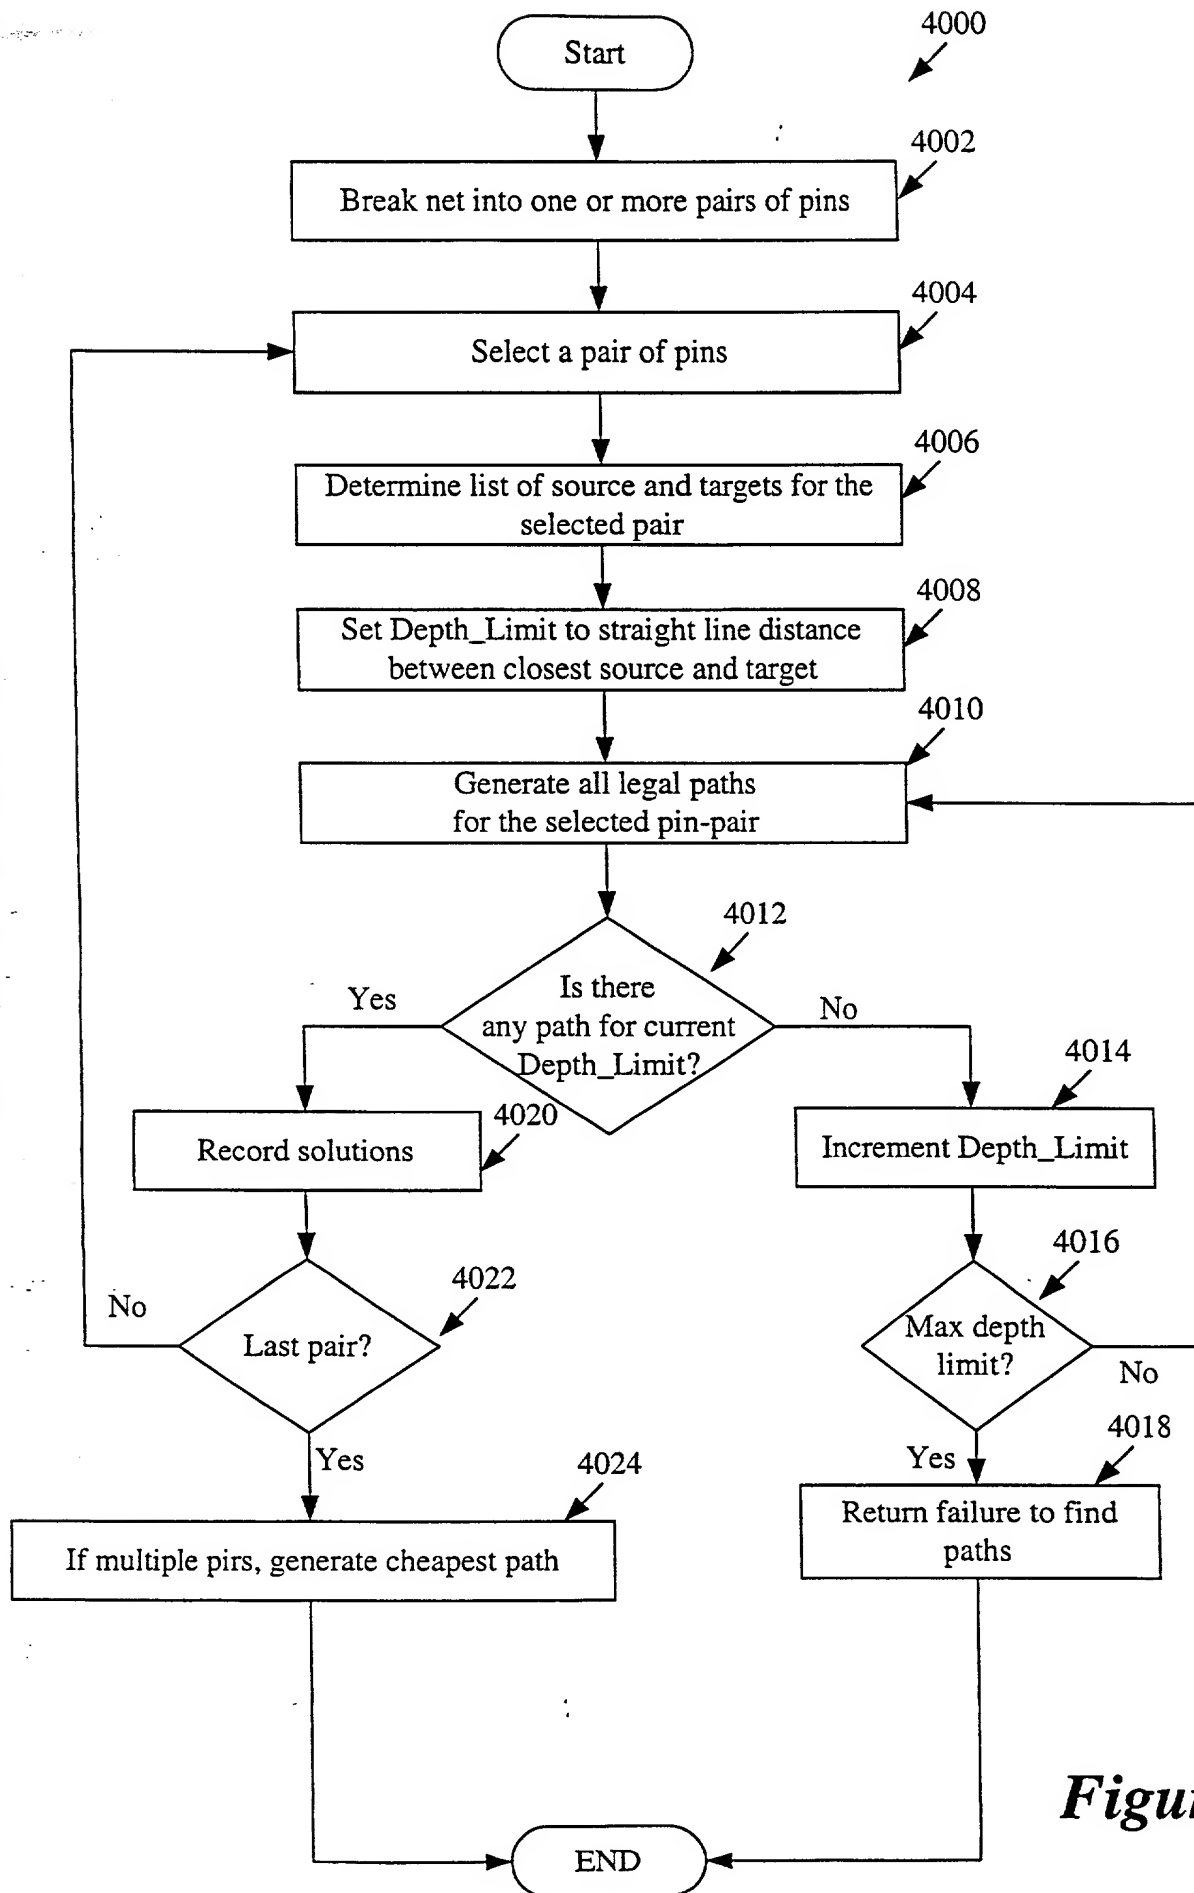 Start
4000
4002
Break net into one or more pairs of pins
4004
Select a pair of pins
4006
Determine list of source and targets for the
selected pair
4008
Set Depth_Limit to straight line distance
between closest source and target
4010
Generate all legal paths
for the selected pin-pair
4012
Is there
any path for current
Depth_Limit?
Yes
No
4014
Increment Depth_Limit
4020
Record solutions
4016
Max depth
limit?
No
4022
Last pair?
No
Yes
Yes
4018
Return failure to find
paths
4024
If multiple pirs, generate cheapest path
END